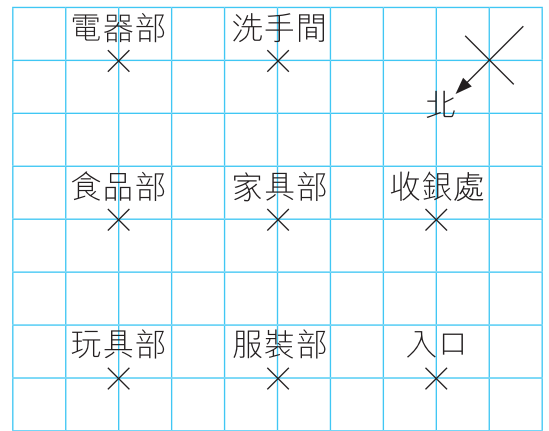 電器部 洗手間
北
食品部 家具部 收銀處
玩具部 服裝部 入口